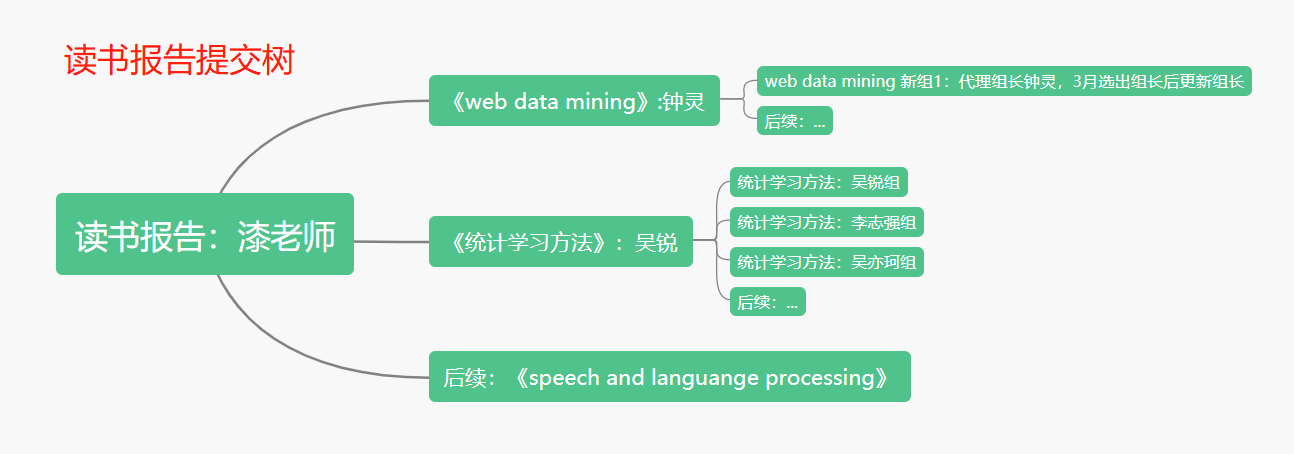 读书报告提交树
读书报告：漆老师
《web data mining》:钟灵
web data mining 新组1：代理组长钟灵，3月选出组长后更新组长
后续：...
《统计学习方法》：吴锐
统计学习方法：吴锐组
统计学习方法：李志强组
统计学习方法：吴亦珂组
后续：...
后续：《speech and languange processing》